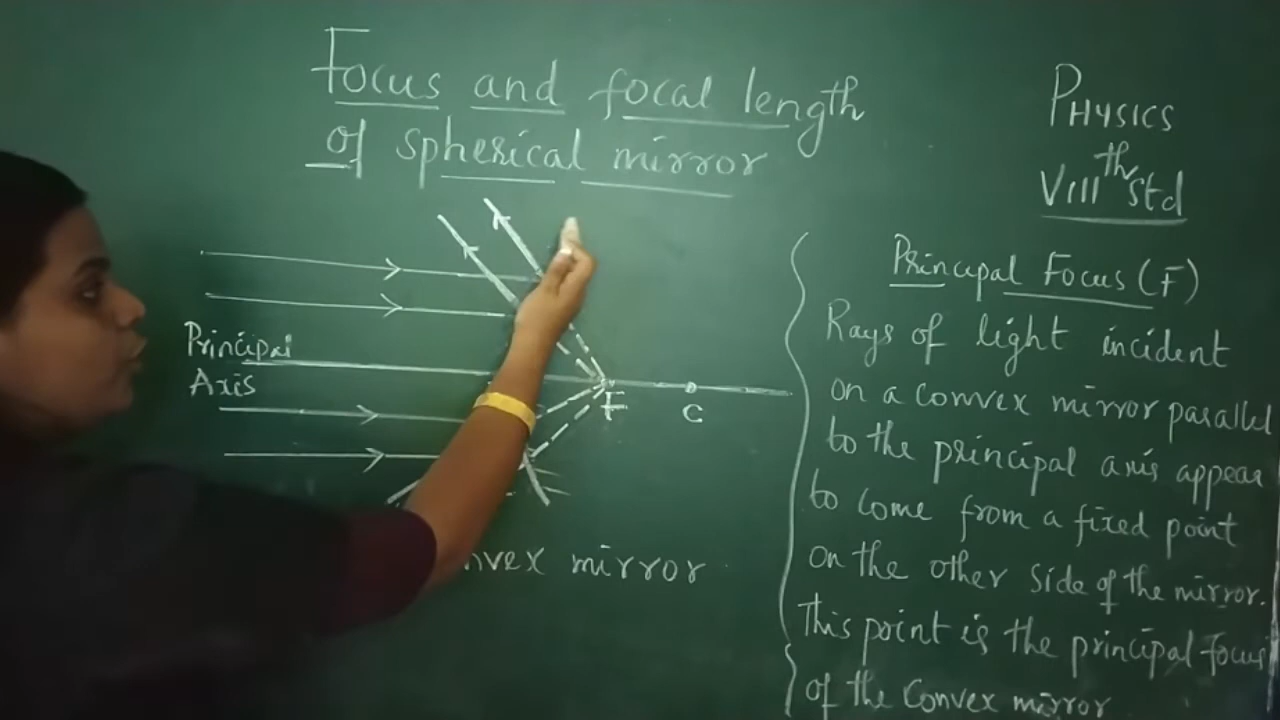 Focus and focal length
of spherical mirror
PHYSICS
VIIIth Std
Principal
Axis
F
C
mirror
Principal Focus (F)
Rays of light incident
on a convex mirror parallel
to the principal axis appear
to come from a fixed point
on the other side of the mirror.
This point is the principal focus
of the convex mirror